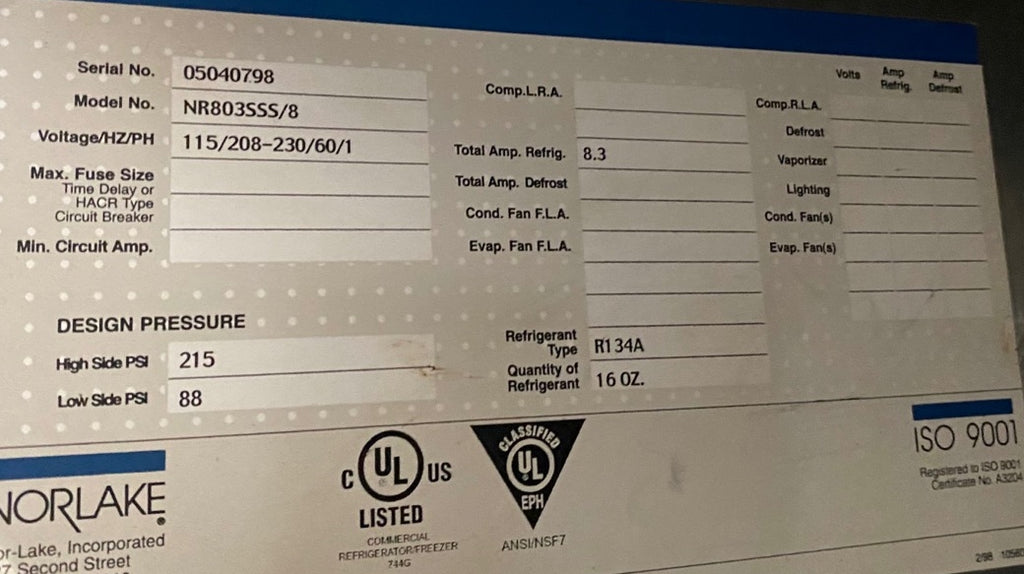 Serial No. 05040798
Model No. NR803SSS/8
Voltage/HZ/PH 115/208-230/60/1
Max. Fuse Size
Time Delay or
HACR Type
Circuit Breaker
Min. Circuit Amp.
Comp.L.R.A.
Total Amp. Refrig. 8.3
Total Amp. Defrost
Cond. Fan F.L.A.
Evap. Fan F.L.A.
Volts Amp Refrig. Amp Defrost
Comp.R.L.A.
Defrost
Vaporizer
Lighting
Cond. Fan(s)
Evap. Fan(s)
DESIGN PRESSURE
High Side PSI 215
Low Side PSI 88
Refrigerant
Type R134A
Quantity of
Refrigerant 16 OZ.
NORLAKE
or-Lake, Incorporated
7 Second Street
C UL US
LISTED
COMMERCIAL
REFRIGERATOR/FREEZER
744G
CLASSIFIED
UL
EPH
ANSI/NSF7
ISO 9001
Registered to ISO 9001
Certificate No. A3204
2/98